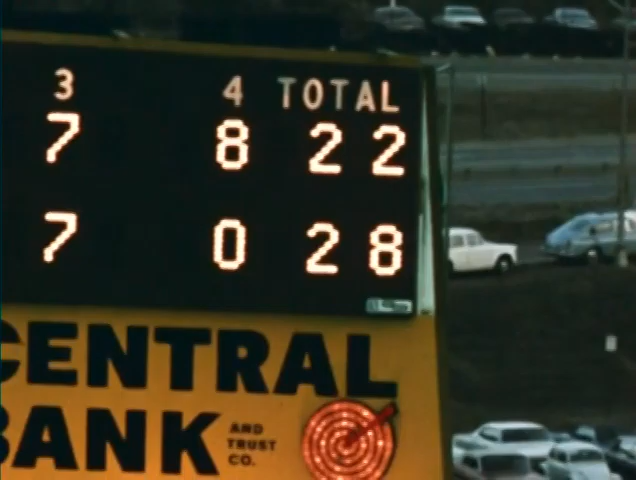 3 4 TOTAL
7 8 22
7 0 28
CENTRAL
BANK
AND
TRUST
CO.